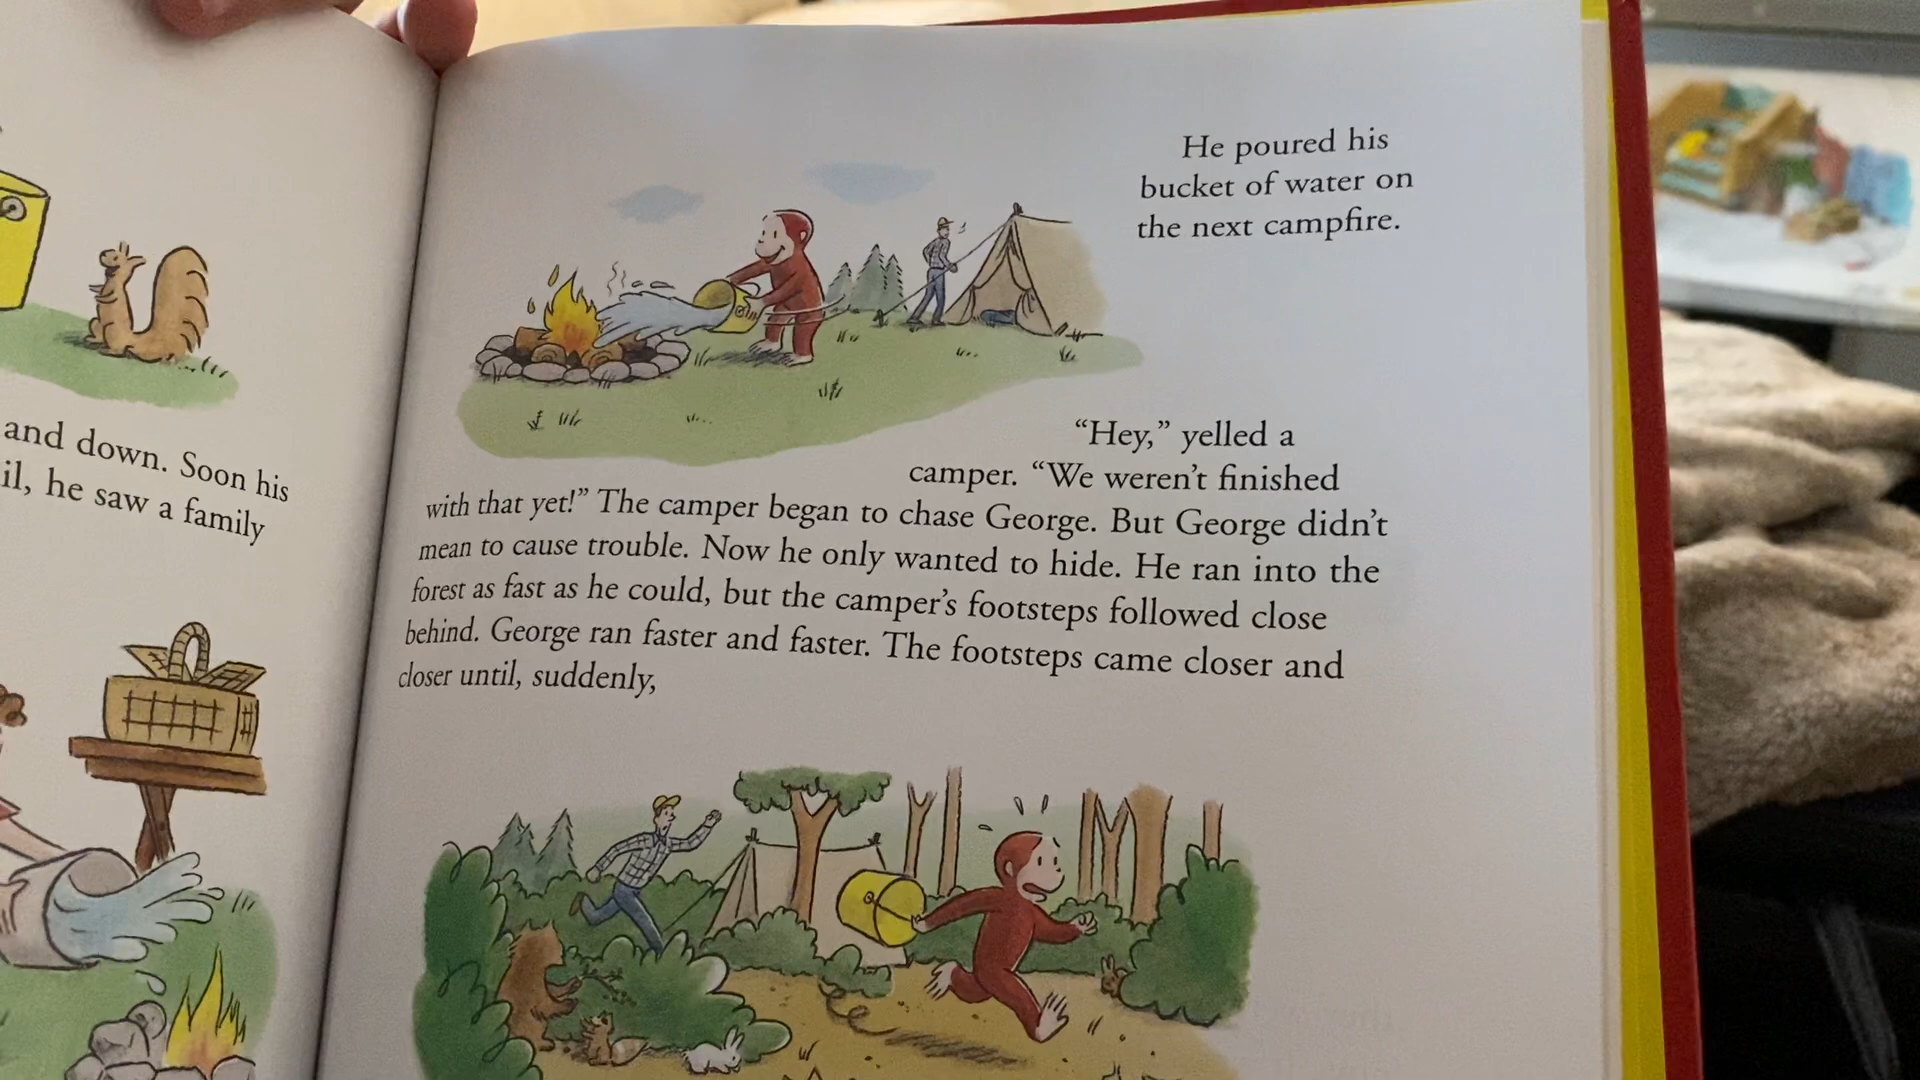 and down. Soon his
il, he saw a family
He poured his
bucket of water on
the next campfire.
“Hey,” yelled a
camper. “We weren’t finished
with that yet!” The camper began to chase George. But George didn’t
mean to cause trouble. Now he only wanted to hide. He ran into the
forest as fast as he could, but the camper’s footsteps followed close
behind. George ran faster and faster. The footsteps came closer and
closer until, suddenly,